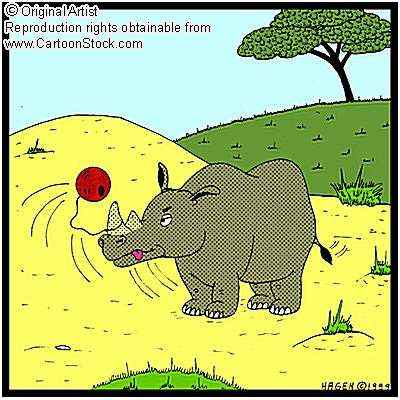 © Original Artist
Reproduction rights obtainable from
www.CartoonStock.com
HAGEN ©1999